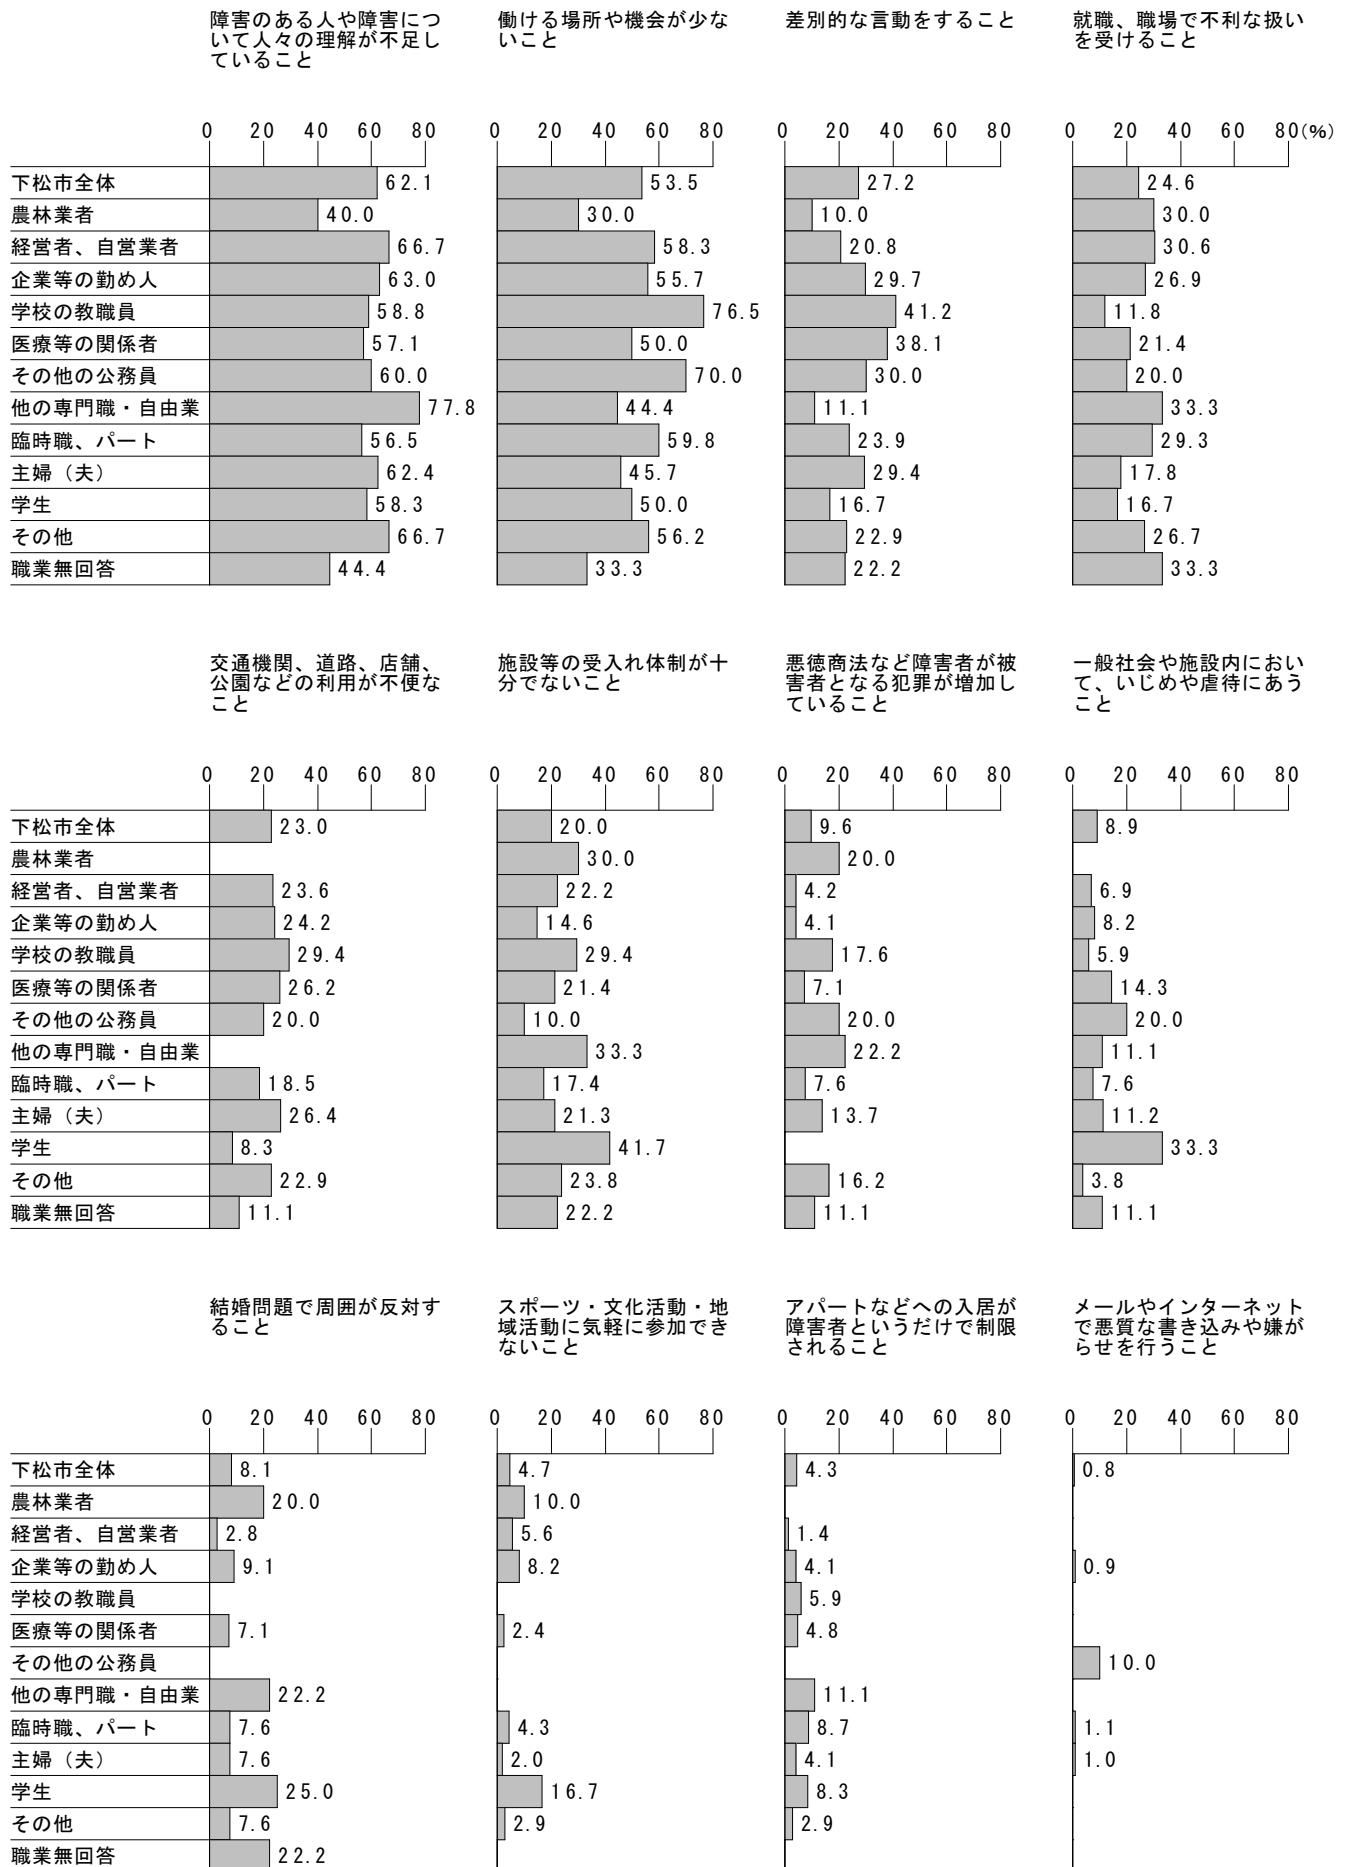 障害のある人や障害につ
いて人々の理解が不足し
ていること
働ける場所や機会が少な
いこと
差別的な言動をすること
就職、職場で不利な扱い
を受けること
0 20 40 60 80 0 20 40 60 80 0 20 40 60 80 0 20 40 60 80(%)
下松市全体 62.1 53.5 27.2 24.6
農林業者 40.0 30.0 10.0 30.0
経営者、自営業者 66.7 58.3 20.8 30.6
企業等の勤め人 63.0 55.7 29.7 26.9
学校の教職員 58.8 76.5 41.2 11.8
医療等の関係者 57.1 50.0 38.1 21.4
その他の公務員 60.0 70.0 30.0 20.0
他の専門職・自由業 77.8 44.4 11.1 33.3
臨時職、パート 56.5 59.8 23.9 29.3
主婦（夫） 62.4 45.7 29.4 17.8
学生 58.3 50.0 16.7 16.7
その他 66.7 56.2 22.9 26.7
職業無回答 44.4 33.3 22.2 33.3
交通機関、道路、店舗、
公園などの利用が不便な
こと
施設等の受入れ体制が十
分でないこと
悪徳商法など障害者が被
害者となる犯罪が増加し
ていること
一般社会や施設内におい
て、いじめや虐待にあう
こと
0 20 40 60 80 0 20 40 60 80 0 20 40 60 80 0 20 40 60 80
下松市全体 23.0 20.0 9.6 8.9
農林業者 30.0 20.0
経営者、自営業者 23.6 22.2 4.2 6.9
企業等の勤め人 24.2 14.6 4.1 8.2
学校の教職員 29.4 29.4 17.6 5.9
医療等の関係者 26.2 21.4 7.1 14.3
その他の公務員 20.0 10.0 20.0 20.0
他の専門職・自由業 33.3 22.2 11.1
臨時職、パート 18.5 17.4 7.6 7.6
主婦（夫） 26.4 21.3 13.7 11.2
学生 8.3 41.7 33.3
その他 22.9 23.8 16.2 3.8
職業無回答 11.1 22.2 11.1 11.1
結婚問題で周囲が反対す
ること
スポーツ・文化活動・地
域活動に気軽に参加でき
ないこと
アパートなどへの入居が
障害者というだけで制限
されること
メールやインターネット
で悪質な書き込みや嫌が
らせを行うこと
0 20 40 60 80 0 20 40 60 80 0 20 40 60 80 0 20 40 60 80
下松市全体 8.1 4.7 4.3 0.8
農林業者 20.0 10.0
経営者、自営業者 2.8 5.6 1.4
企業等の勤め人 9.1 8.2 4.1 0.9
学校の教職員 5.9
医療等の関係者 7.1 2.4 4.8
その他の公務員 10.0
他の専門職・自由業 22.2 11.1
臨時職、パート 7.6 4.3 8.7 1.1
主婦（夫） 7.6 2.0 4.1 1.0
学生 25.0 16.7 8.3
その他 7.6 2.9 2.9
職業無回答 22.2